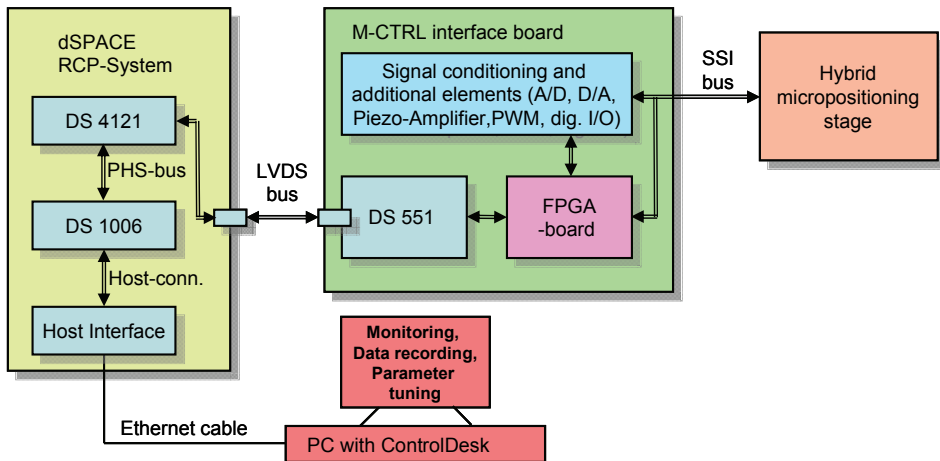 dSPACE
RCP-System
DS 4121
PHS-bus
DS 1006
Host-conn.
Host Interface
LVDS
bus
M-CTRL interface board
Signal conditioning and
additional elements (A/D, D/A,
Piezo-Amplifier,PWM, dig. I/O)
DS 551
FPGA
-board
SSI
bus
Hybrid
micropositioning
stage
Monitoring,
Data recording,
Parameter
tuning
Ethernet cable
PC with ControlDesk